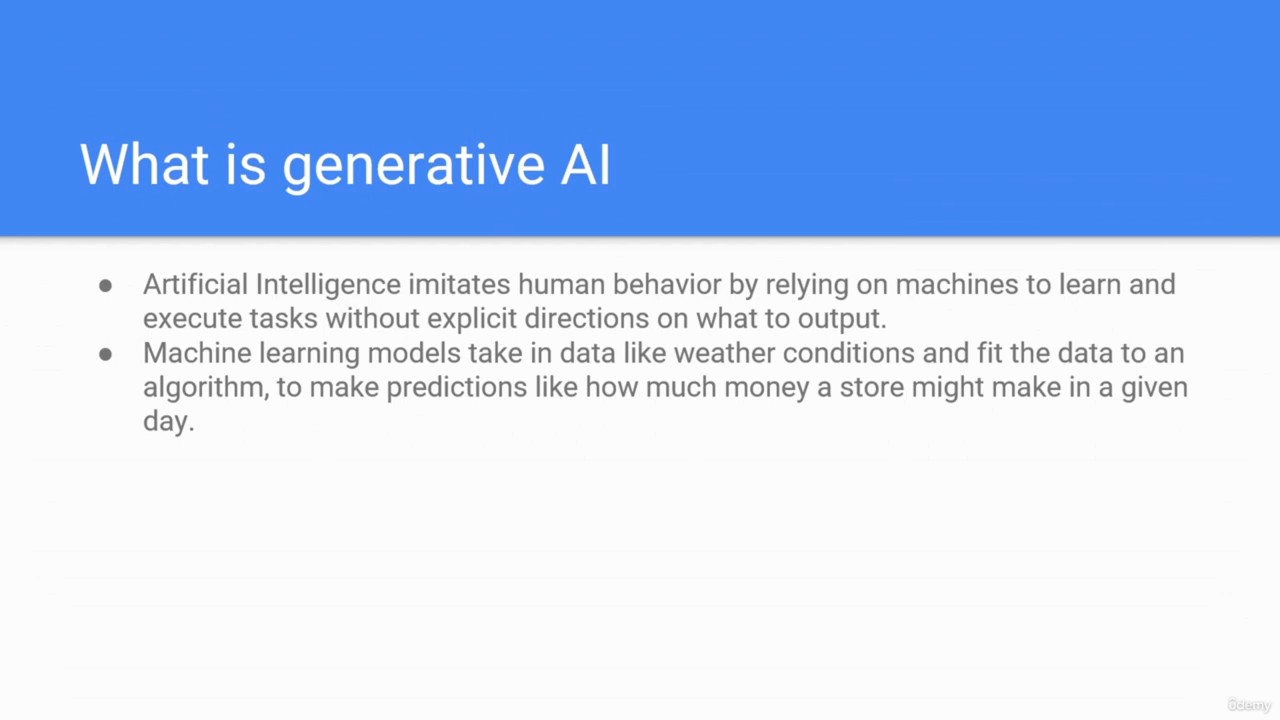 What is generative AI
● Artificial Intelligence imitates human behavior by relying on machines to learn and
execute tasks without explicit directions on what to output.
● Machine learning models take in data like weather conditions and fit the data to an
algorithm, to make predictions like how much money a store might make in a given
day.
ûdemy